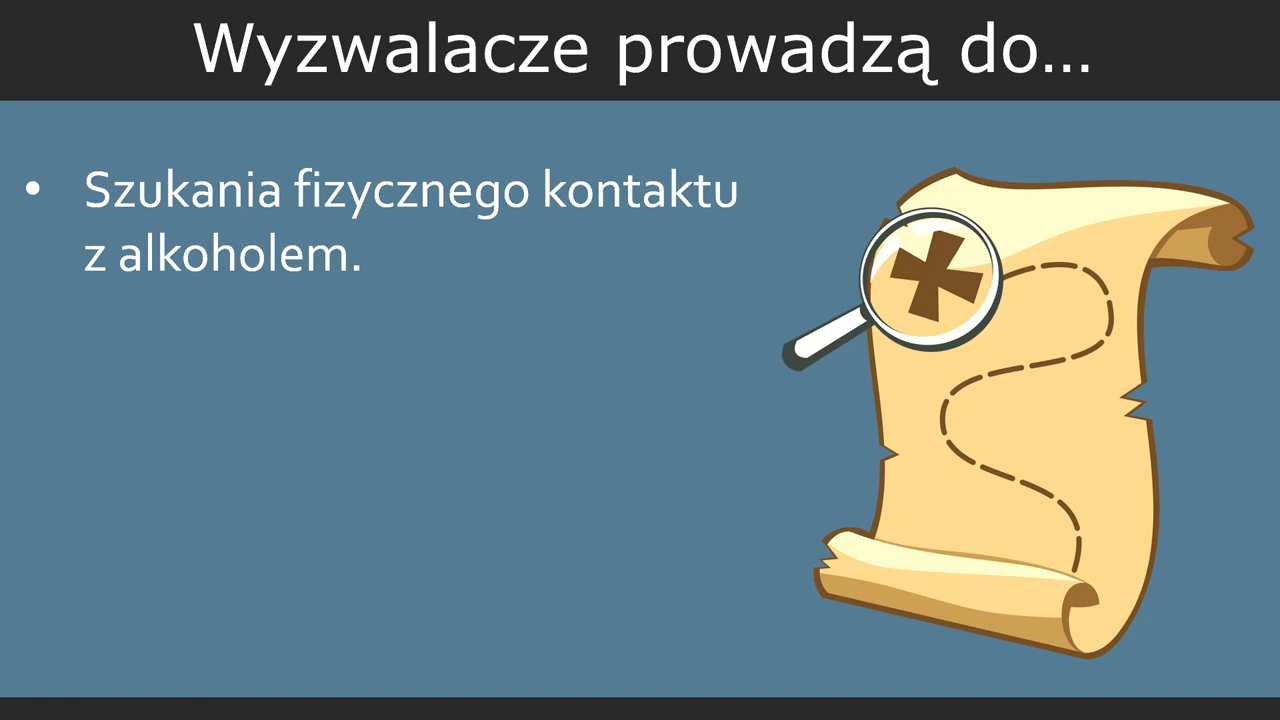 Wyzwalacze prowadzą do...
• Szukania fizycznego kontaktu
z alkoholem.